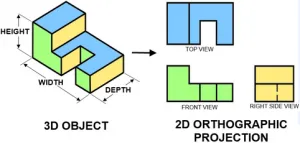 HEIGHT
WIDTH
DEPTH
3D OBJECT
TOP VIEW
FRONT VIEW
RIGHT SIDE VIEW
2D ORTHOGRAPHIC
PROJECTION